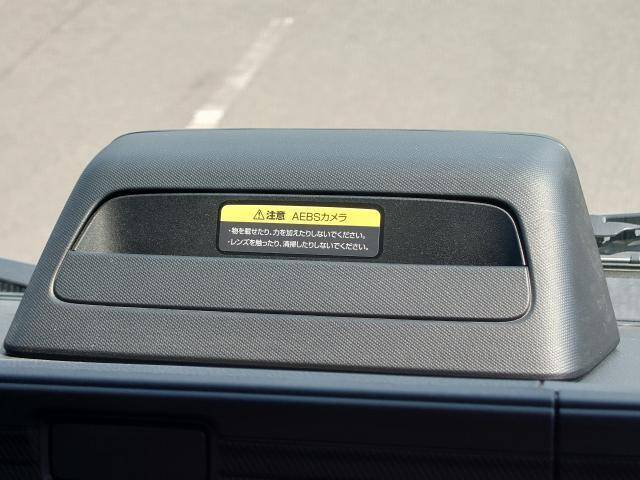 ⚠注意 AEBSカメラ
・物を載せたり、力を加えたりしないでください。
・レンズを触ったり、清掃したりしないでください。